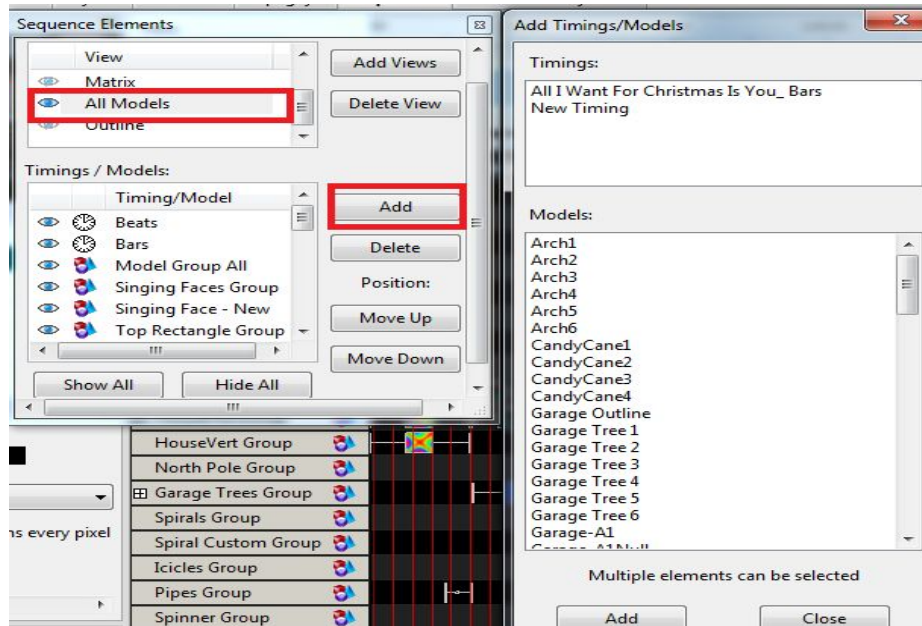 Sequence Elements
View
Matrix
All Models
Outline
Add Views
Delete View
Timings / Models:
Timing/Model
Beats
Bars
Model Group All
Singing Faces Group
Singing Face - New
Top Rectangle Group
Add
Delete
Position:
Move Up
Move Down
Show All
Hide All
Add Timings/Models
Timings:
All I Want For Christmas Is You_ Bars
New Timing
Models:
Arch1
Arch2
Arch3
Arch4
Arch5
Arch6
CandyCane1
CandyCane2
CandyCane3
CandyCane4
Garage Outline
Garage Tree 1
Garage Tree 2
Garage Tree 3
Garage Tree 4
Garage Tree 5
Garage Tree 6
Garage-A1
Garage-A1Null
Multiple elements can be selected
Add
Close
HouseVert Group
North Pole Group
Garage Trees Group
Spirals Group
ns every pixel
Spiral Custom Group
Icicles Group
Pipes Group
Spinner Group